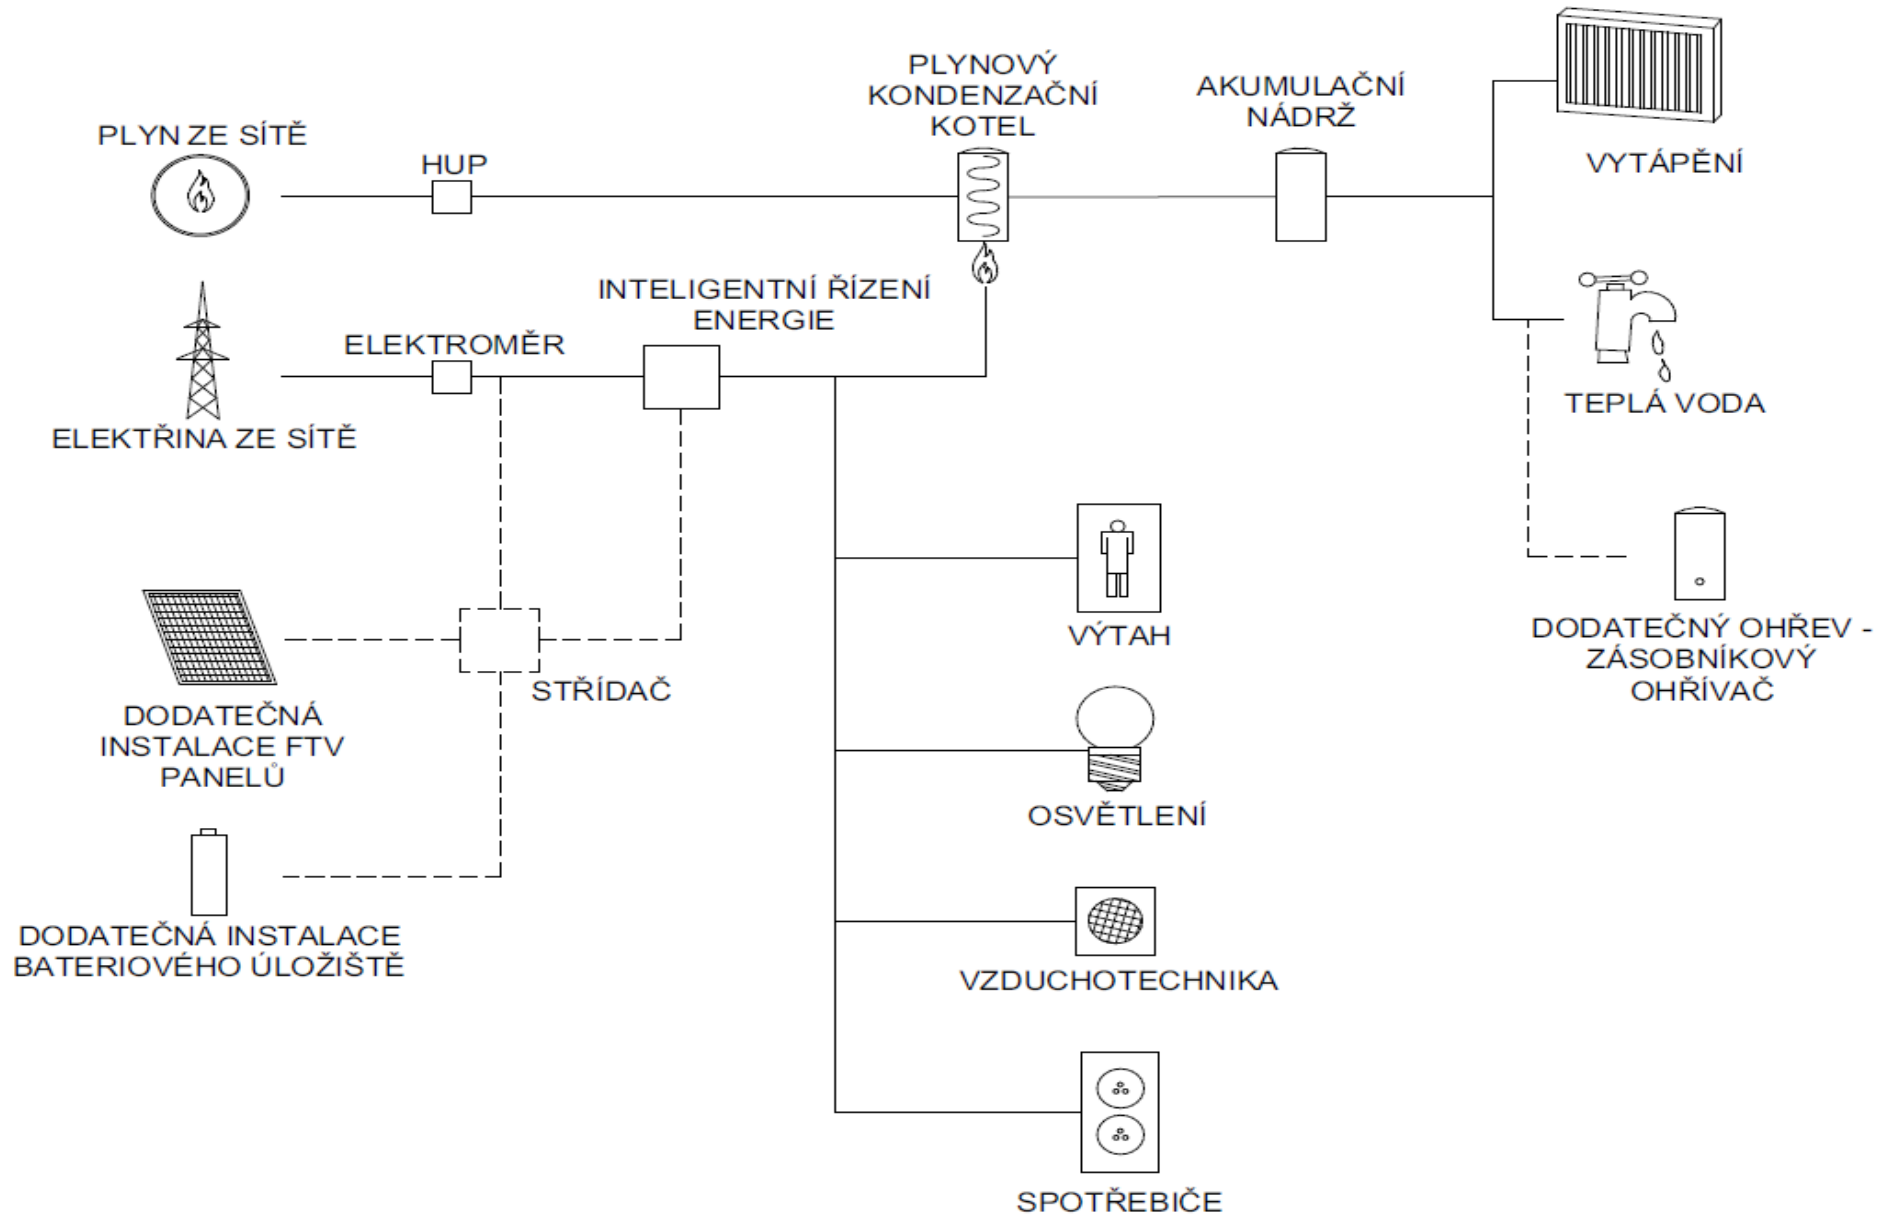 PLYNOVÝ
KONDENZAČNÍ
KOTEL
AKUMULAČNÍ
NÁDRŽ
PLYN ZE SÍTĚ
HUP
VYTÁPĚNÍ
INTELIGENTNÍ ŘÍZENÍ
ENERGIE
ELEKTROMĚR
ELEKTŘINA ZE SÍTĚ
TEPLÁ VODA
VÝTAH
DODATEČNÝ OHŘEV -
ZÁSOBNÍKOVÝ
OHŘÍVAČ
STŘÍDAČ
DODATEČNÁ
INSTALACE FTV
PANELŮ
OSVĚTLENÍ
DODATEČNÁ INSTALACE
BATERIOVÉHO ÚLOŽIŠTĚ
VZDUCHOTECHNIKA
SPOTŘEBIČE